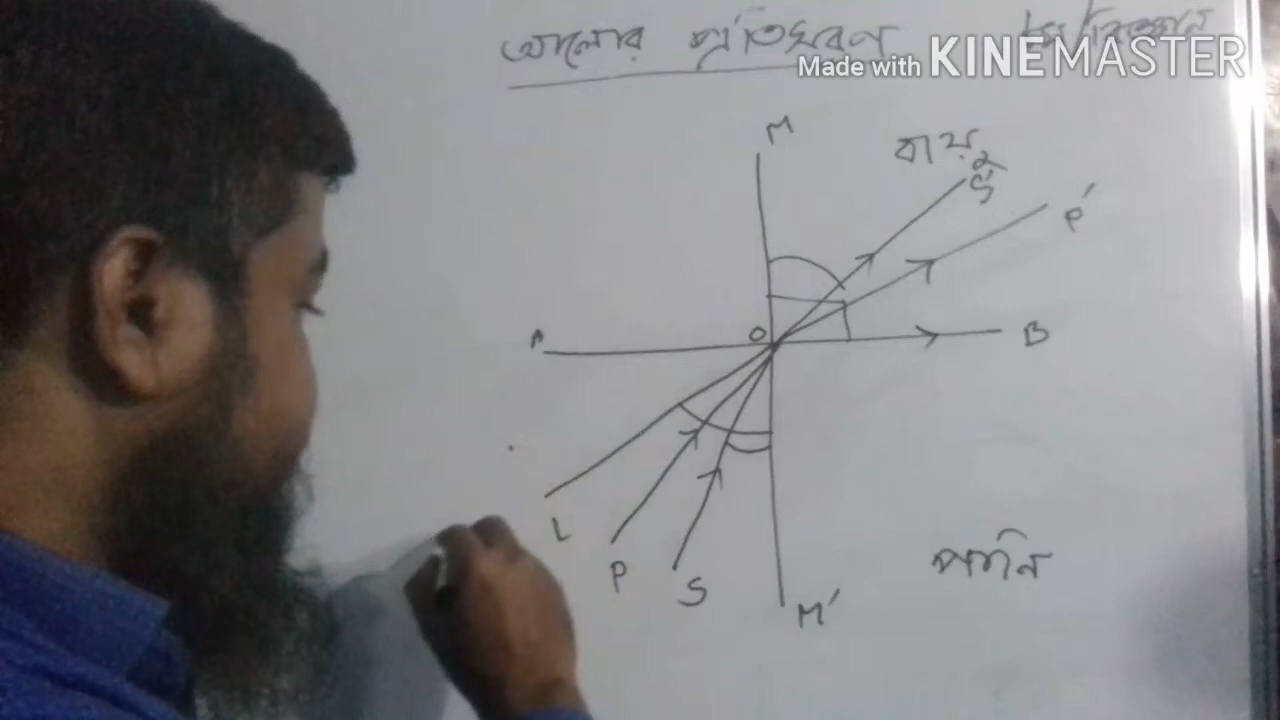 আলোর প্রতিসরণ
Made with KINEMASTER
M
বায়ু
S'
P'
A
O
B
L
P
S
M'
পানি